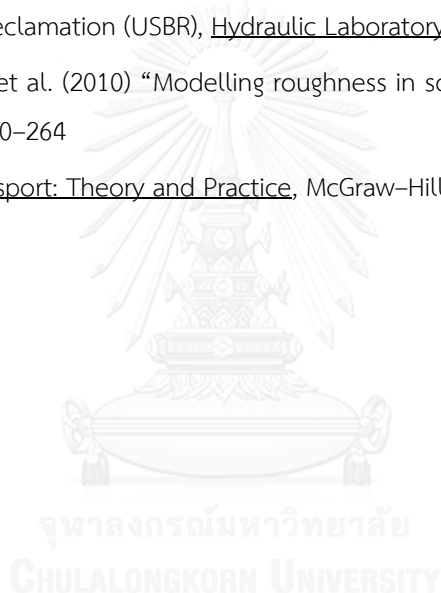 eclamation (USBR), Hydraulic Laboratory
et al. (2010) “Modelling roughness in sc
0–264
sport: Theory and Practice, McGraw–Hill
จุฬาลงกรณ์มหาวิทยาลัย
CHULALONGKORN UNIVERSITY